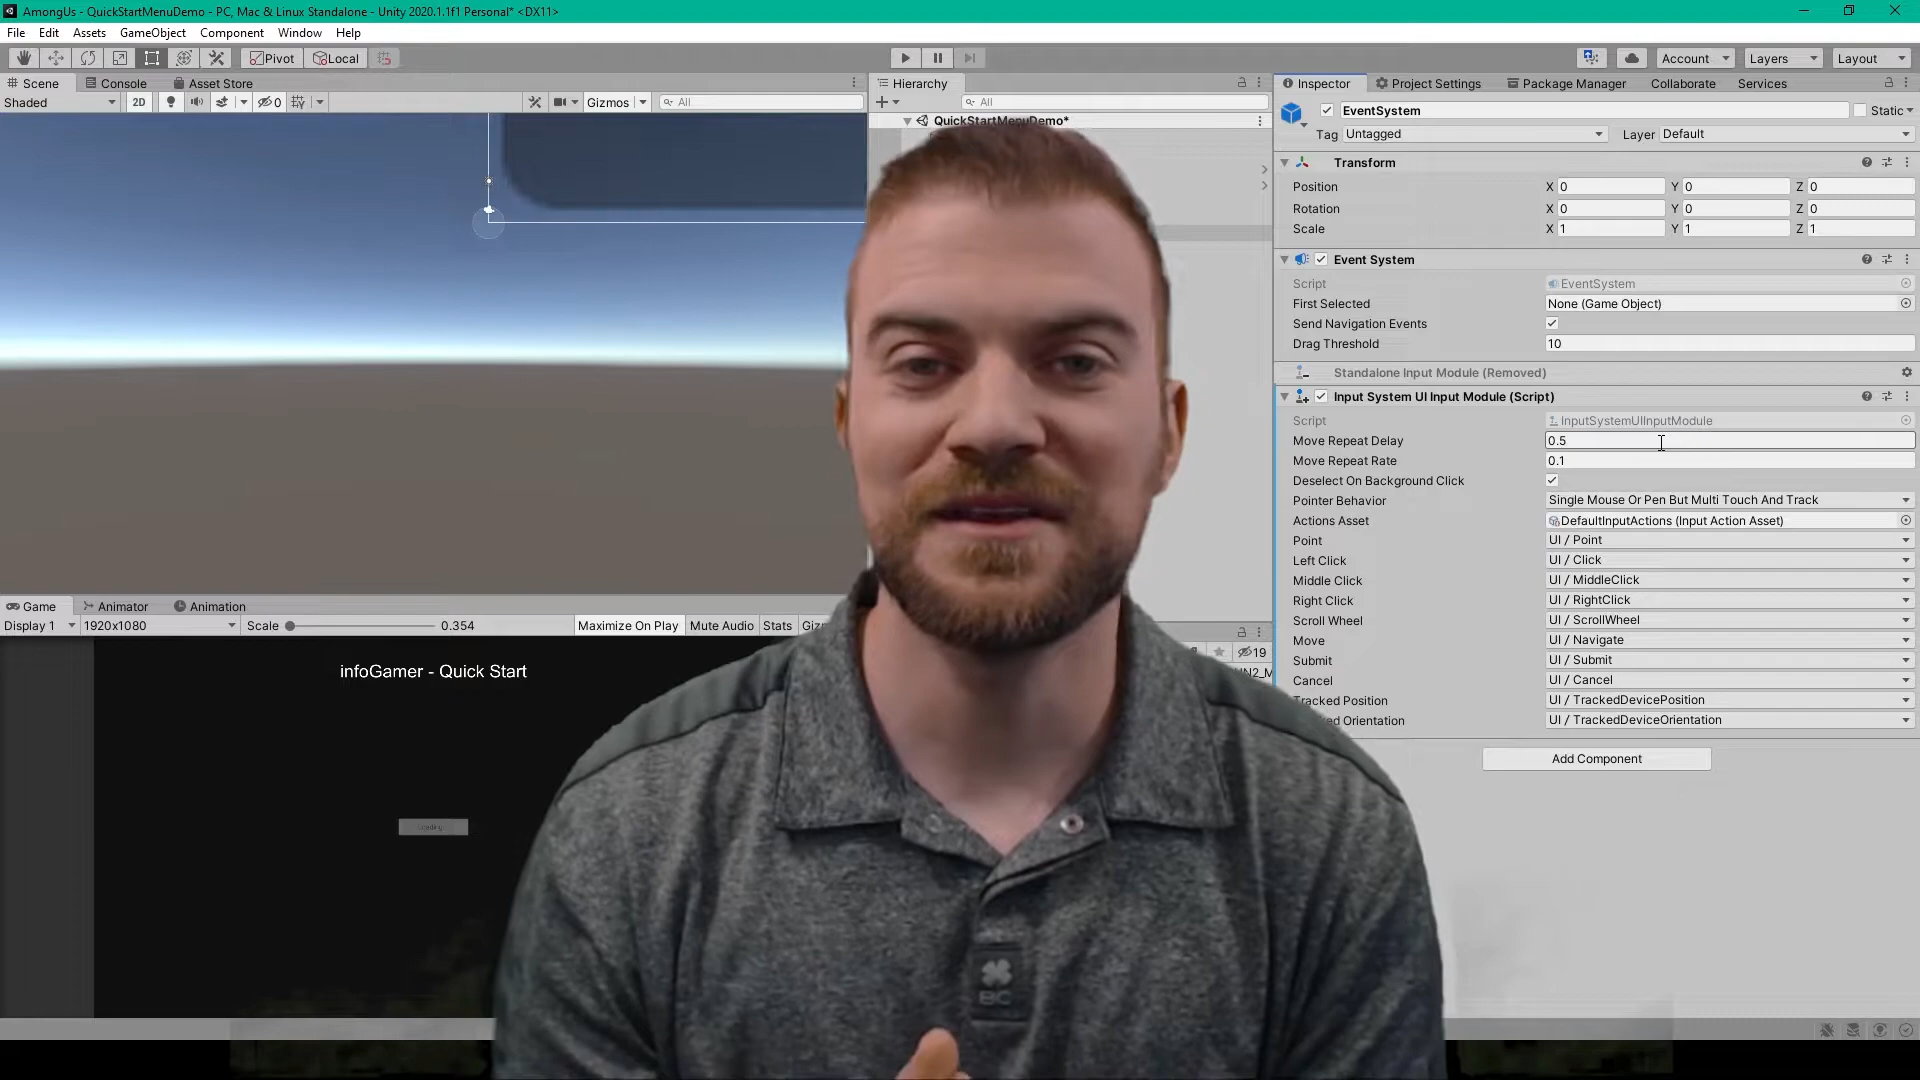 AmongUs - QuickStartMenuDemo - PC, Mac & Linux Standalone - Unity 2020.1.1f1 Personal* <DX11>
File Edit Assets GameObject Component Window Help
Pivot Local Account Layers Layout
Scene Console Asset Store
Shaded 2D 0 Gizmos All
Hierarchy
All
QuickStartMenuDemo*
Inspector Project Settings Package Manager Collaborate Services
EventSystem Static
Tag Untagged Layer Default
Transform
Position X 0 Y 0 Z 0
Rotation X 0 Y 0 Z 0
Scale X 1 Y 1 Z 1
Event System
Script EventSystem
First Selected None (Game Object)
Send Navigation Events
Drag Threshold 10
Standalone Input Module (Removed)
Input System UI Input Module (Script)
Script InputSystemUIInputModule
Move Repeat Delay 0.5
Move Repeat Rate 0.1
Deselect On Background Click
Pointer Behavior Single Mouse Or Pen But Multi Touch And Track
Actions Asset DefaultInputActions (Input Action Asset)
Point UI / Point
Left Click UI / Click
Middle Click UI / MiddleClick
Right Click UI / RightClick
Scroll Wheel UI / ScrollWheel
Move UI / Navigate
Submit UI / Submit
Cancel UI / Cancel
Tracked Position UI / TrackedDevicePosition
Orientation UI / TrackedDeviceOrientation
Add Component
Game Animator Animation
Display 1 1920x1080 Scale 0.354 Maximize On Play Mute Audio Stats
19
infoGamer - Quick Start
Loading...
BC